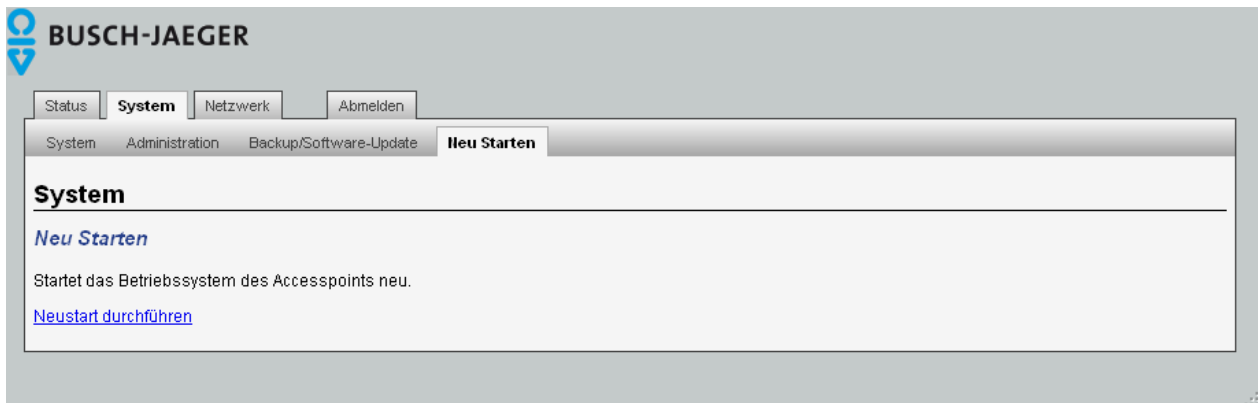 BUSCH-JAEGER
Status System Netzwerk Abmelden
System Administration Backup/Software-Update Neu Starten
System
Neu Starten
Startet das Betriebssystem des Accesspoints neu.
Neustart durchführen